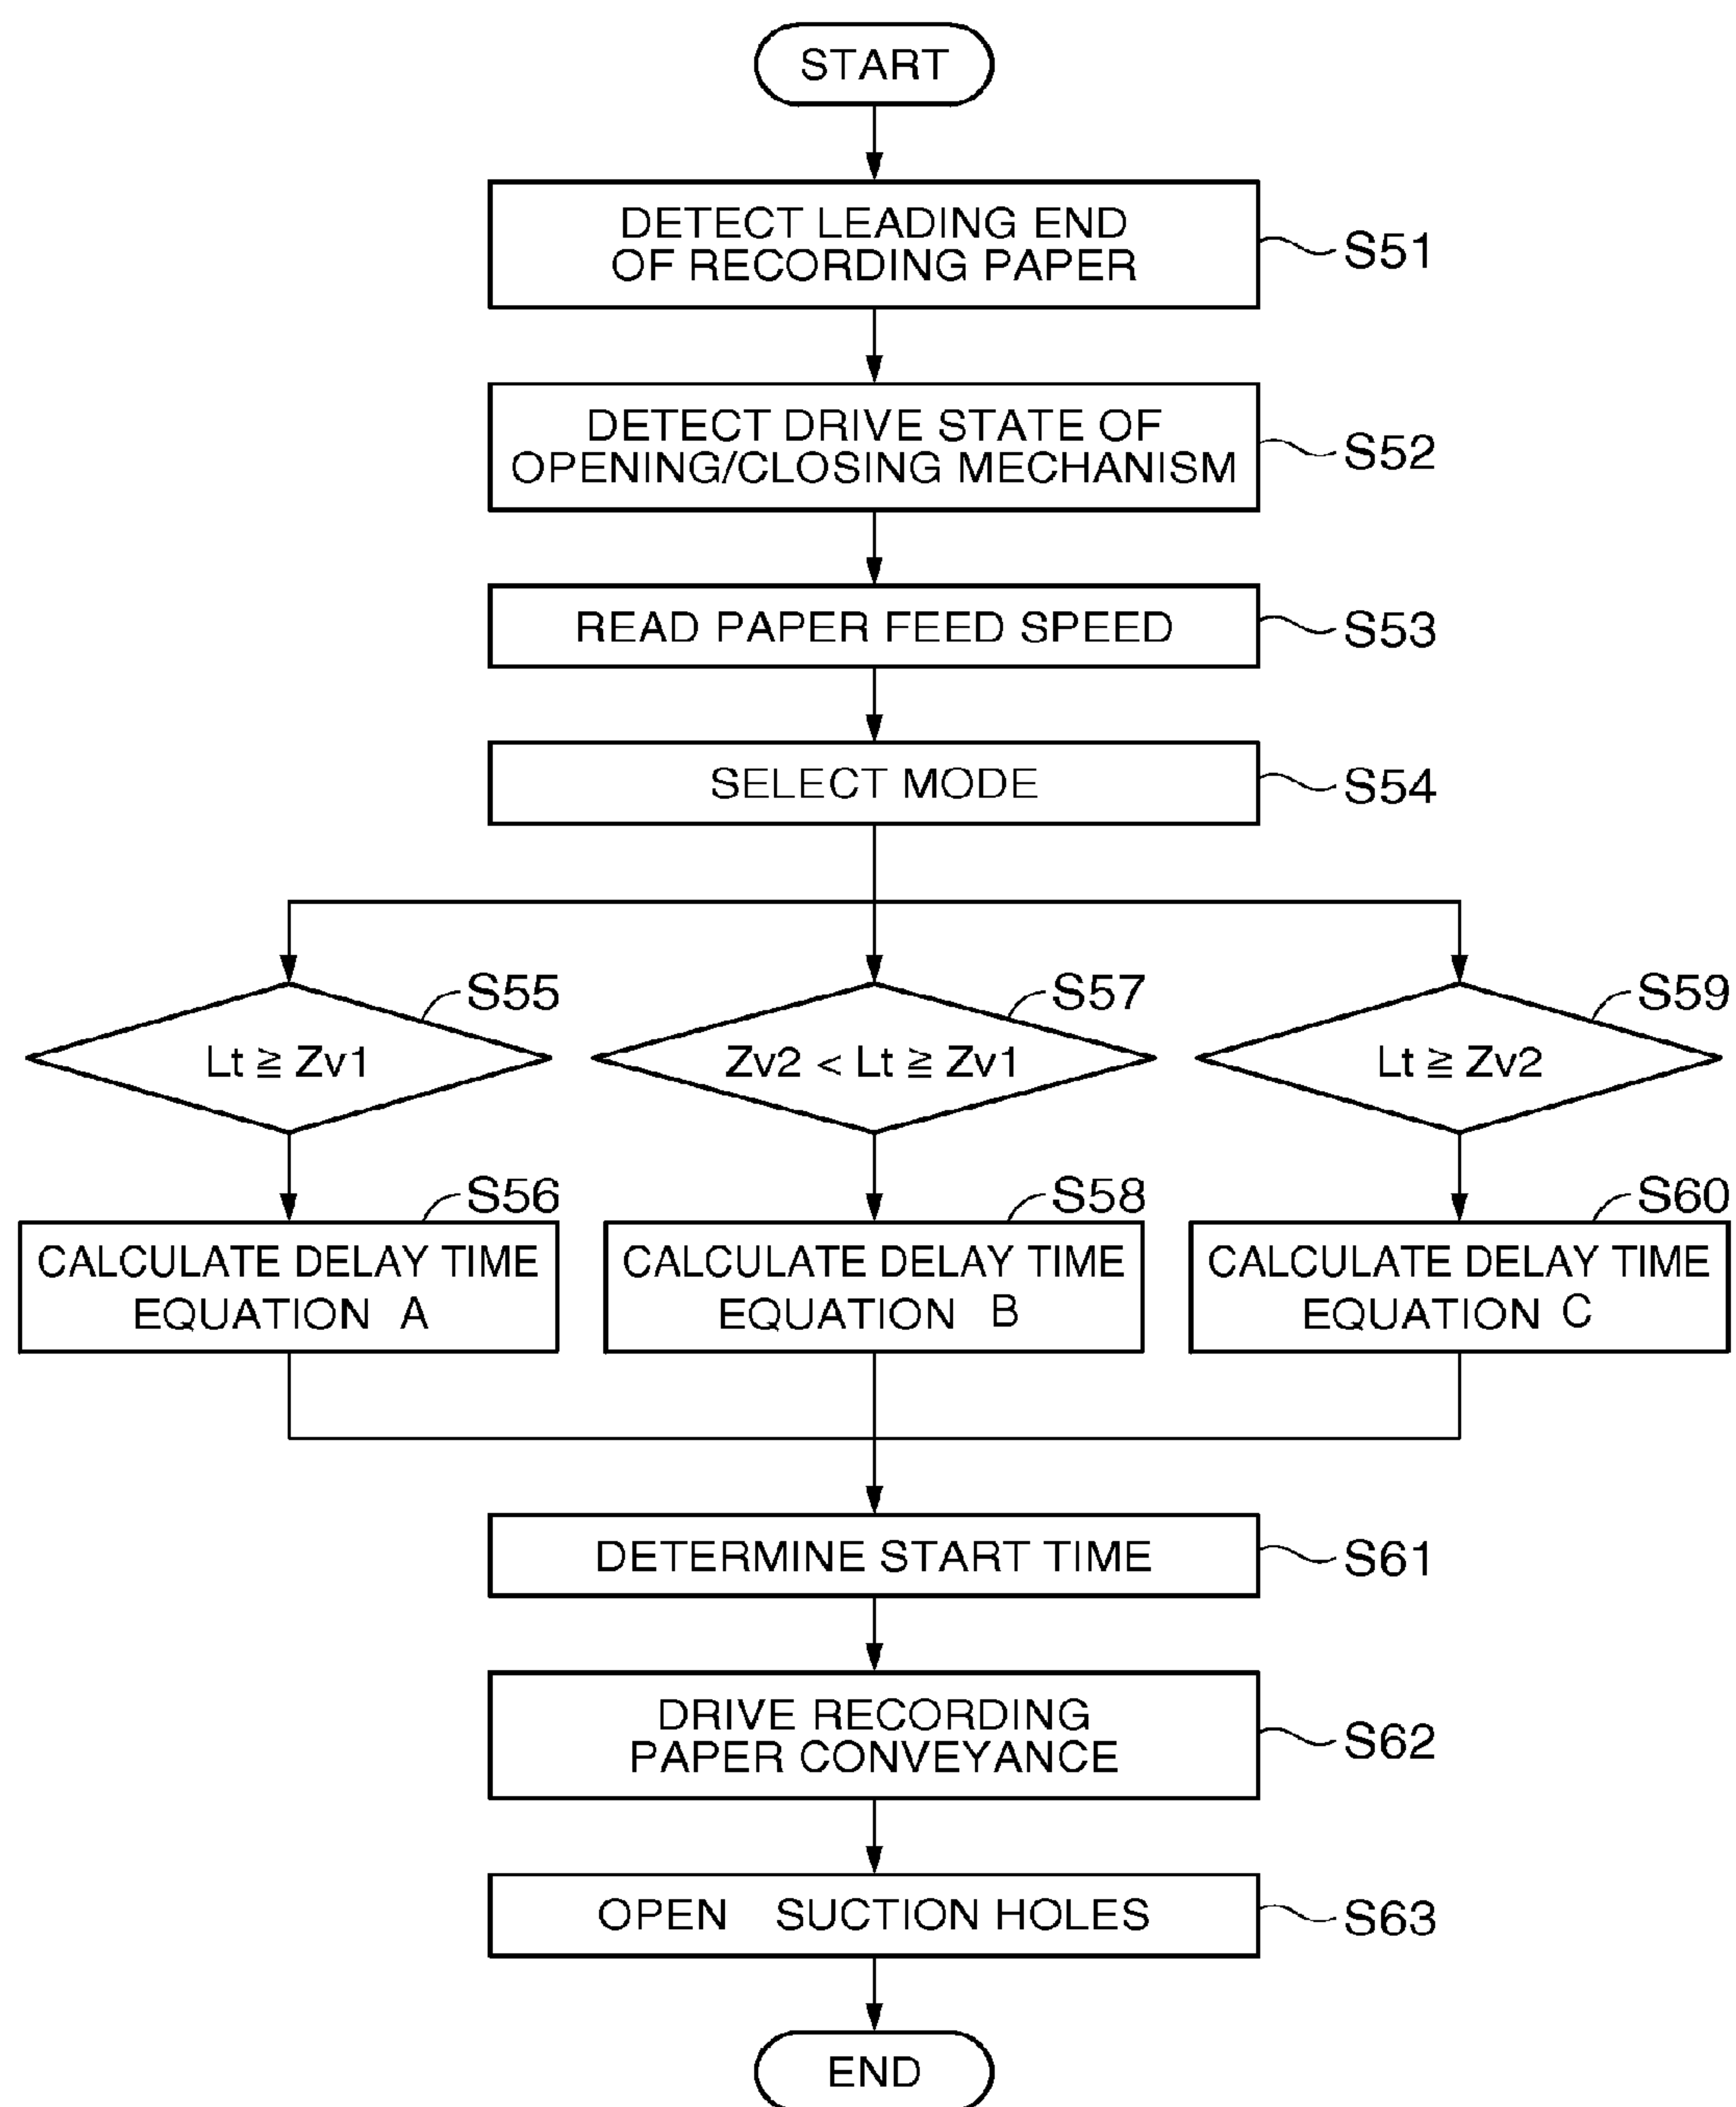 START
DETECT LEADING END
OF RECORDING PAPER
S51
DETECT DRIVE STATE OF
OPENING/CLOSING MECHANISM
S52
READ PAPER FEED SPEED
S53
SELECT MODE
S54
S55
Lt ≧ Zv1
S57
Zv2 < Lt ≧ Zv1
S59
Lt ≧ Zv2
S56
CALCULATE DELAY TIME
EQUATION A
S58
CALCULATE DELAY TIME
EQUATION B
S60
CALCULATE DELAY TIME
EQUATION C
DETERMINE START TIME
S61
DRIVE RECORDING
PAPER CONVEYANCE
S62
OPEN SUCTION HOLES
S63
END